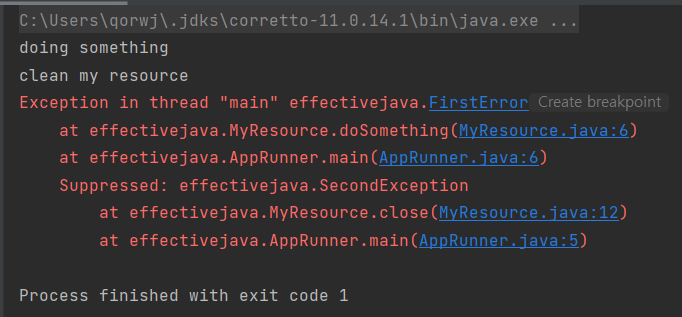 C:\Users\qorwj\.jdks\corretto-11.0.14.1\bin\java.exe ...
doing something
clean my resource
Exception in thread "main" effectivejava.FirstError Create breakpoint
    at effectivejava.MyResource.doSomething(MyResource.java:6)
    at effectivejava.AppRunner.main(AppRunner.java:6)
    Suppressed: effectivejava.SecondException
        at effectivejava.MyResource.close(MyResource.java:12)
        at effectivejava.AppRunner.main(AppRunner.java:5)
Process finished with exit code 1